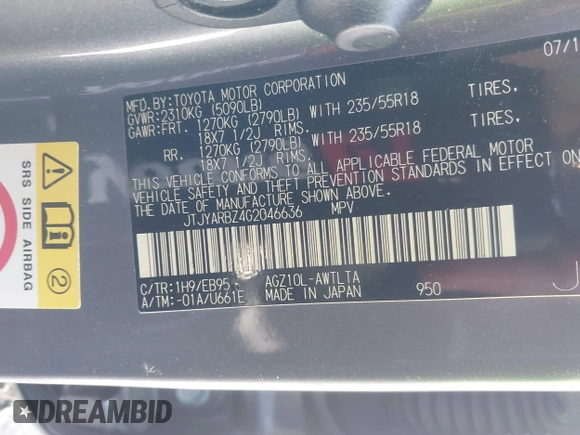 07/1
MFD.BY:TOYOTA MOTOR CORPORATION
GVWR:2310KG (5090LB)
GAWR:FRT. 1270KG (2790LB) WITH 235/55R18 TIRES.
18X7 1/2J RIMS.
RR. 1270KG (2790LB) WITH 235/55R18 TIRES.
18X7 1/2J RIMS.
THIS VEHICLE CONFORMS TO ALL APPLICABLE FEDERAL MOTOR
VEHICLE SAFETY AND THEFT PREVENTION STANDARDS IN EFFECT ON
THE DATE OF MANUFACTURE SHOWN ABOVE.
JTJYARBZ4G2046636 MPV
C/TR:1H9/EB95 AGZ10L-AWTLTA
A/TM:-01A/U661E MADE IN JAPAN 950
J
SRS SIDE AIRBAG
2
DREAMBID